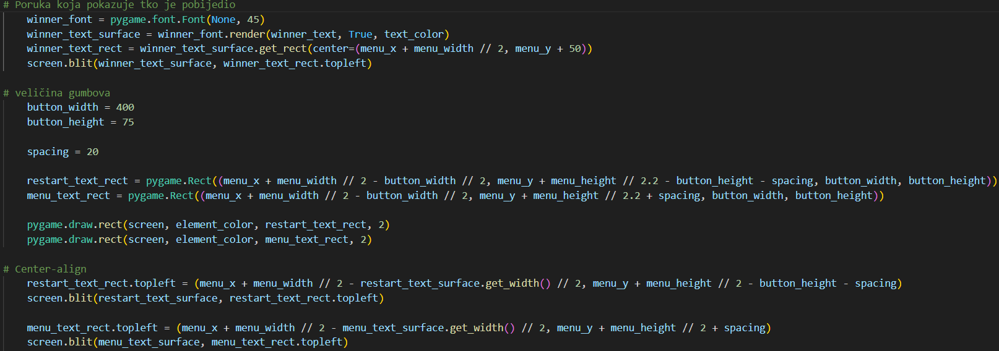 # Poruka koja pokazuje tko je pobijedio
    winner_font = pygame.font.Font(None, 45)
    winner_text_surface = winner_font.render(winner_text, True, text_color)
    winner_text_rect = winner_text_surface.get_rect(center=(menu_x + menu_width // 2, menu_y + 50))
    screen.blit(winner_text_surface, winner_text_rect.topleft)

# veličina gumbova
    button_width = 400
    button_height = 75

    spacing = 20

    restart_text_rect = pygame.Rect((menu_x + menu_width // 2 - button_width // 2, menu_y + menu_height // 2.2 - button_height - spacing, button_width, button_height))
    menu_text_rect = pygame.Rect((menu_x + menu_width // 2 - button_width // 2, menu_y + menu_height // 2.2 + spacing, button_width, button_height))

    pygame.draw.rect(screen, element_color, restart_text_rect, 2)
    pygame.draw.rect(screen, element_color, menu_text_rect, 2)

# Center-align
    restart_text_rect.topleft = (menu_x + menu_width // 2 - restart_text_surface.get_width() // 2, menu_y + menu_height // 2 - button_height - spacing)
    screen.blit(restart_text_surface, restart_text_rect.topleft)

    menu_text_rect.topleft = (menu_x + menu_width // 2 - menu_text_surface.get_width() // 2, menu_y + menu_height // 2 + spacing)
    screen.blit(menu_text_surface, menu_text_rect.topleft)